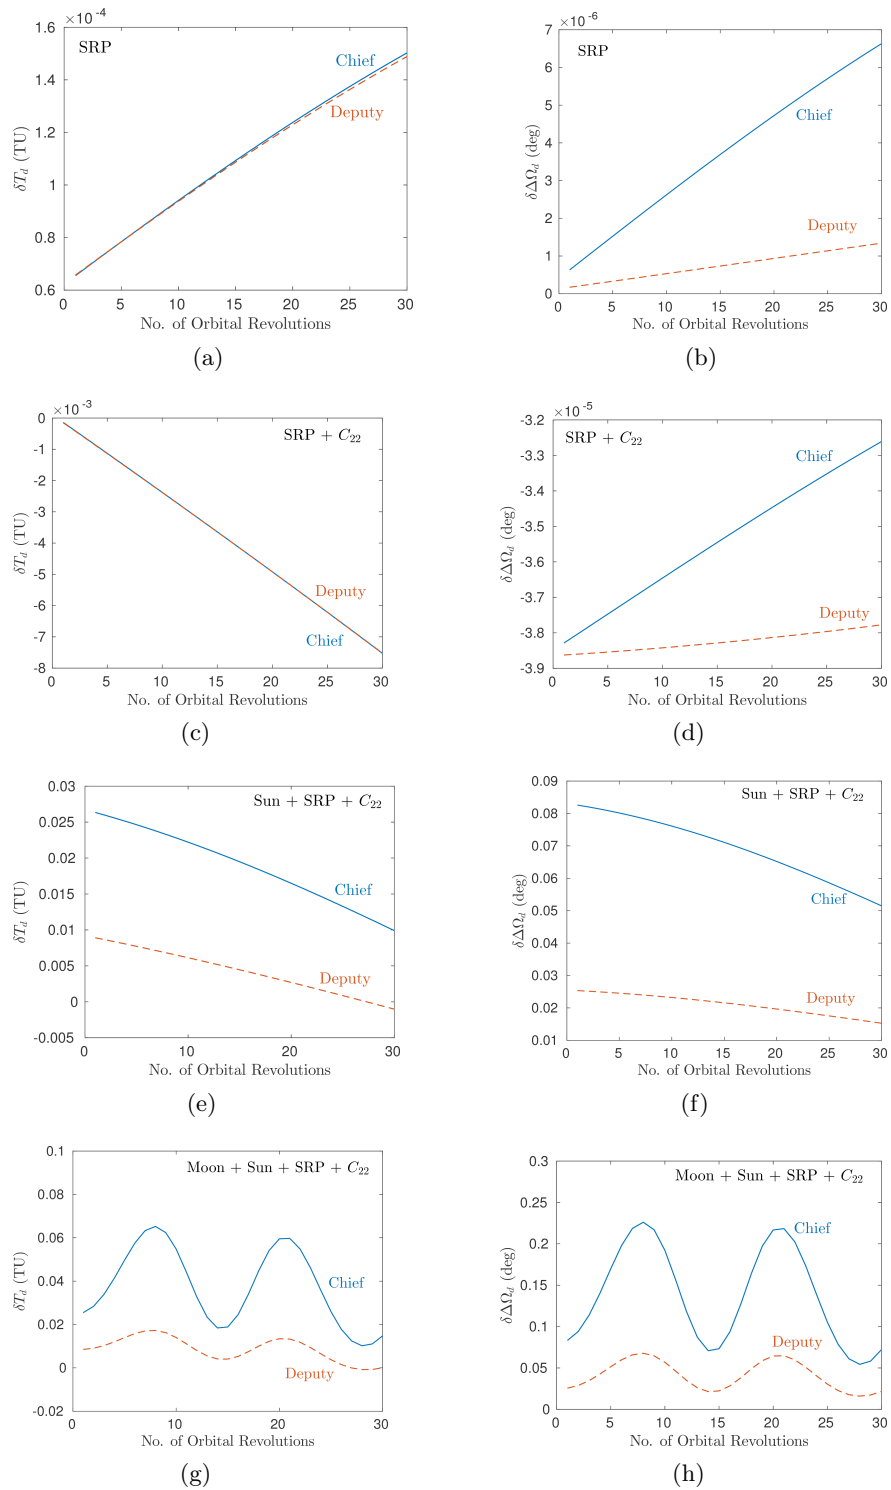 ×10⁻⁴
SRP
1.6
1.4
1.2
1
0.8
0.6
Chief
Deputy
δT_d (TU)
0 5 10 15 20 25 30
No. of Orbital Revolutions
(a)
×10⁻⁶
SRP
7
6
5
4
3
2
1
0
Chief
Deputy
δΔΩ_d (deg)
0 5 10 15 20 25 30
No. of Orbital Revolutions
(b)
×10⁻³
SRP + C₂₂
0
-1
-2
-3
-4
-5
-6
-7
-8
Deputy
Chief
δT_d (TU)
0 5 10 15 20 25 30
No. of Orbital Revolutions
(c)
×10⁻⁵
SRP + C₂₂
-3.2
-3.3
-3.4
-3.5
-3.6
-3.7
-3.8
-3.9
Chief
Deputy
δΔΩ_d (deg)
0 5 10 15 20 25 30
No. of Orbital Revolutions
(d)
Sun + SRP + C₂₂
0.03
0.025
0.02
0.015
0.01
0.005
0
-0.005
Chief
Deputy
δT_d (TU)
0 10 20 30
No. of Orbital Revolutions
(e)
Sun + SRP + C₂₂
0.09
0.08
0.07
0.06
0.05
0.04
0.03
0.02
0.01
Chief
Deputy
δΔΩ_d (deg)
0 5 10 15 20 25 30
No. of Orbital Revolutions
(f)
Moon + Sun + SRP + C₂₂
0.1
0.08
0.06
0.04
0.02
0
-0.02
Chief
Deputy
δT_d (TU)
0 10 20 30
No. of Orbital Revolutions
(g)
Moon + Sun + SRP + C₂₂
0.3
0.25
0.2
0.15
0.1
0.05
0
Chief
Deputy
δΔΩ_d (deg)
0 5 10 15 20 25 30
No. of Orbital Revolutions
(h)